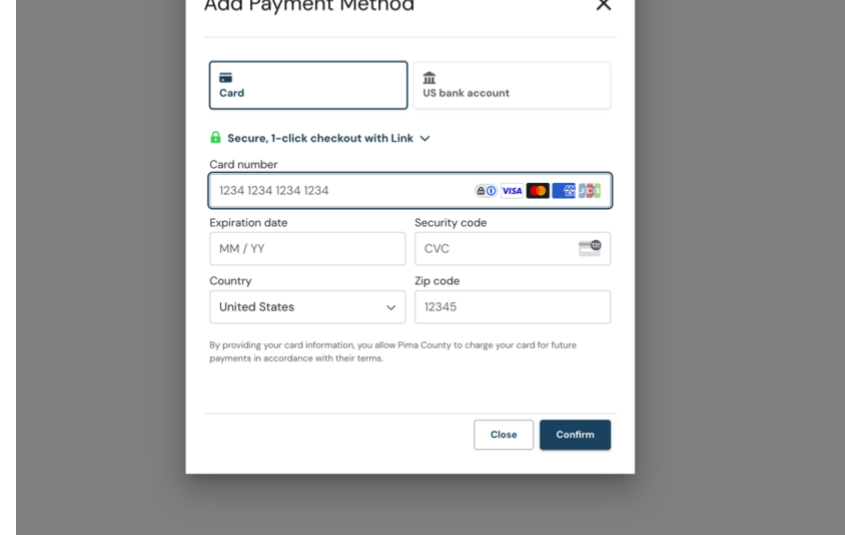 Add Payment Method
Card
US bank account
Secure, 1-click checkout with Link
Card number
1234 1234 1234 1234
VISA
Expiration date
Security code
MM / YY
CVC
Country
Zip code
United States
12345
By providing your card information, you allow Pima County to charge your card for future
payments in accordance with their terms.
Close
Confirm